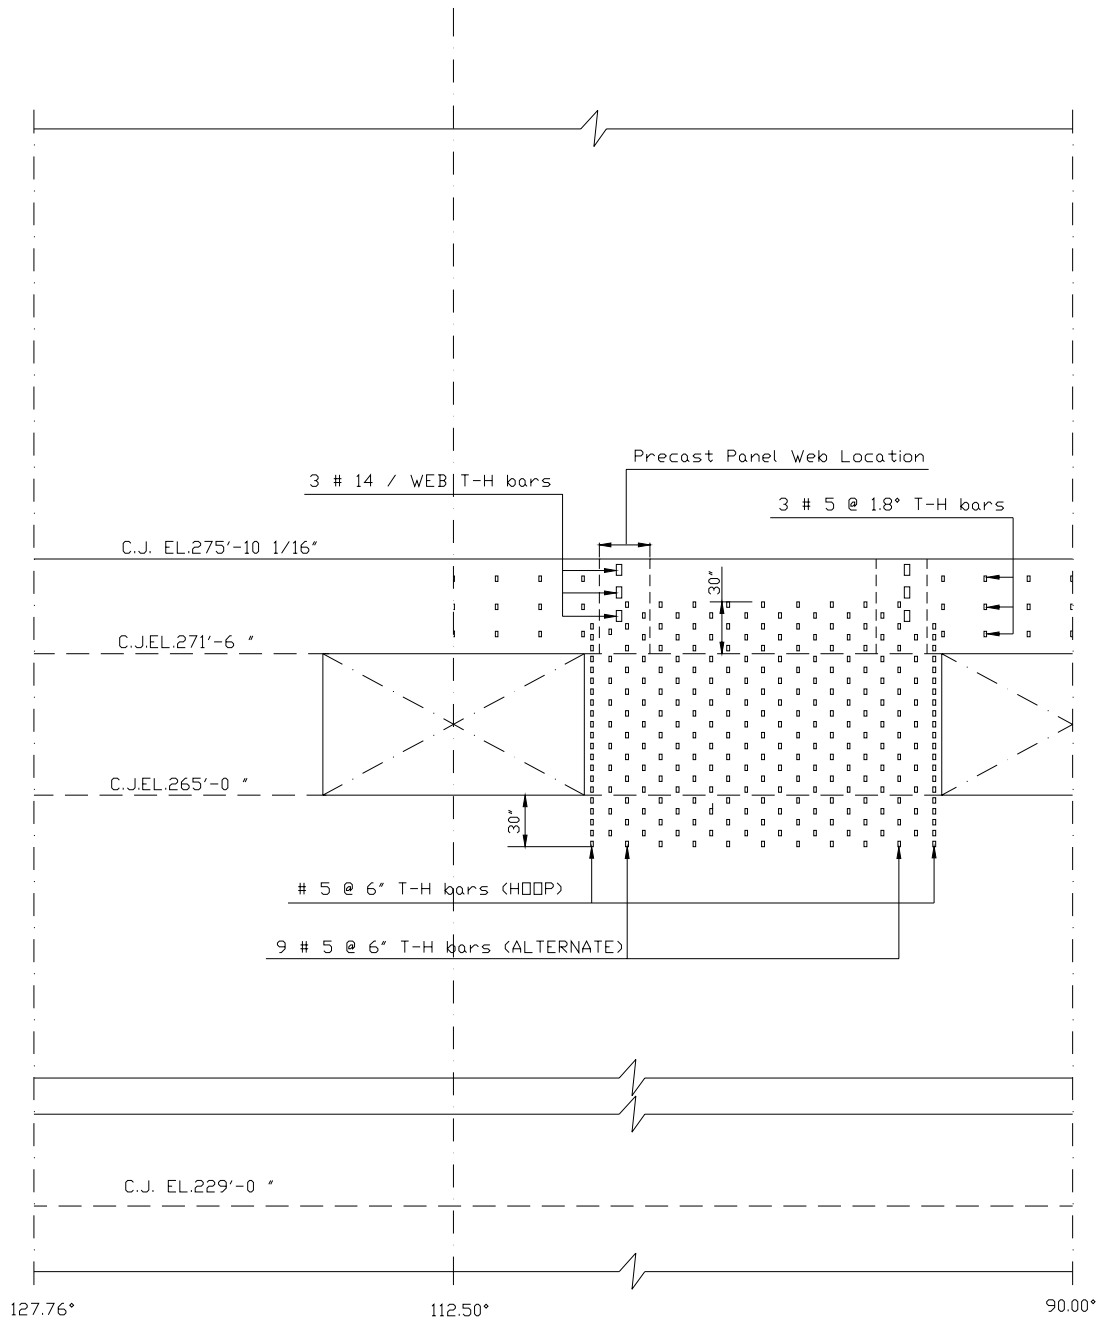 Precast Panel Web Location
3 # 14 / WEB T-H bars
3 # 5 @ 1.8° T-H bars
C.J. EL.275'-10 1/16"
30"
C.J.EL.271'-6 "
C.J.EL.265'-0 "
30"
# 5 @ 6" T-H bars (H□□P)
9 # 5 @ 6" T-H bars (ALTERNATE)
C.J. EL.229'-0 "
127.76°
112.50°
90.00°